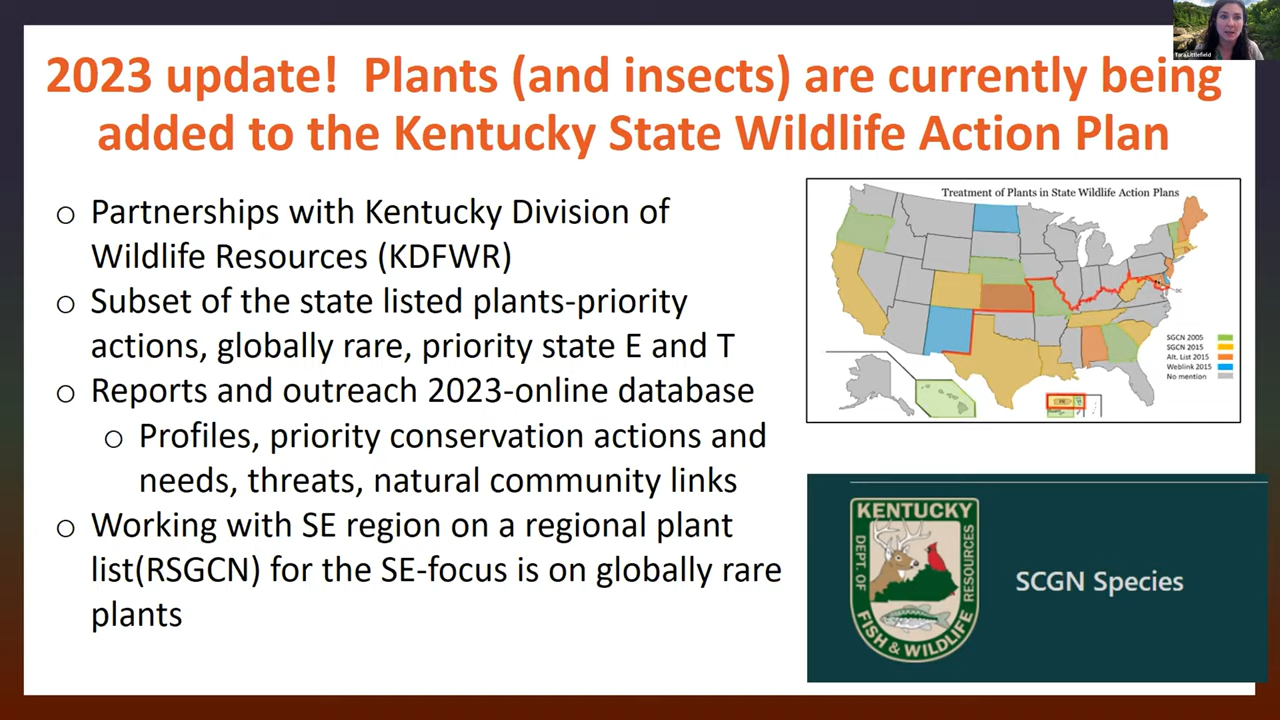 Tara Littlefield
2023 update!  Plants (and insects) are currently being
added to the Kentucky State Wildlife Action Plan
o Partnerships with Kentucky Division of
Wildlife Resources (KDFWR)
o Subset of the state listed plants-priority
actions, globally rare, priority state E and T
o Reports and outreach 2023-online database
o Profiles, priority conservation actions and
needs, threats, natural community links
o Working with SE region on a regional plant
list(RSGCN) for the SE-focus is on globally rare
plants
Treatment of Plants in State Wildlife Action Plans
DC
SGCN 2005
SGCN 2015
Alt. List 2015
Weblink 2015
No mention
KENTUCKY
DEPT. OF
FISH & WILDLIFE
RESOURCES
SCGN Species